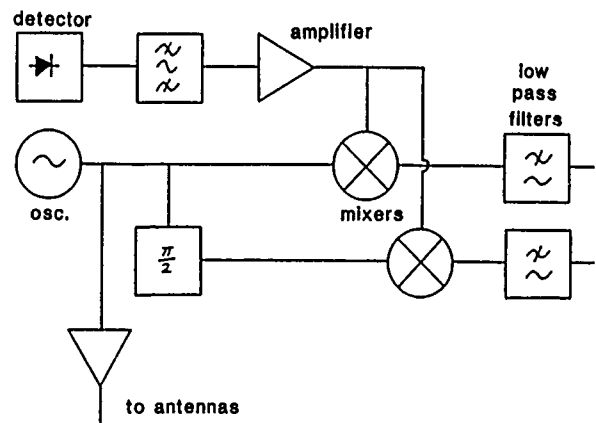 detector
amplifier
low
pass
filters
osc.
mixers
π/2
to antennas